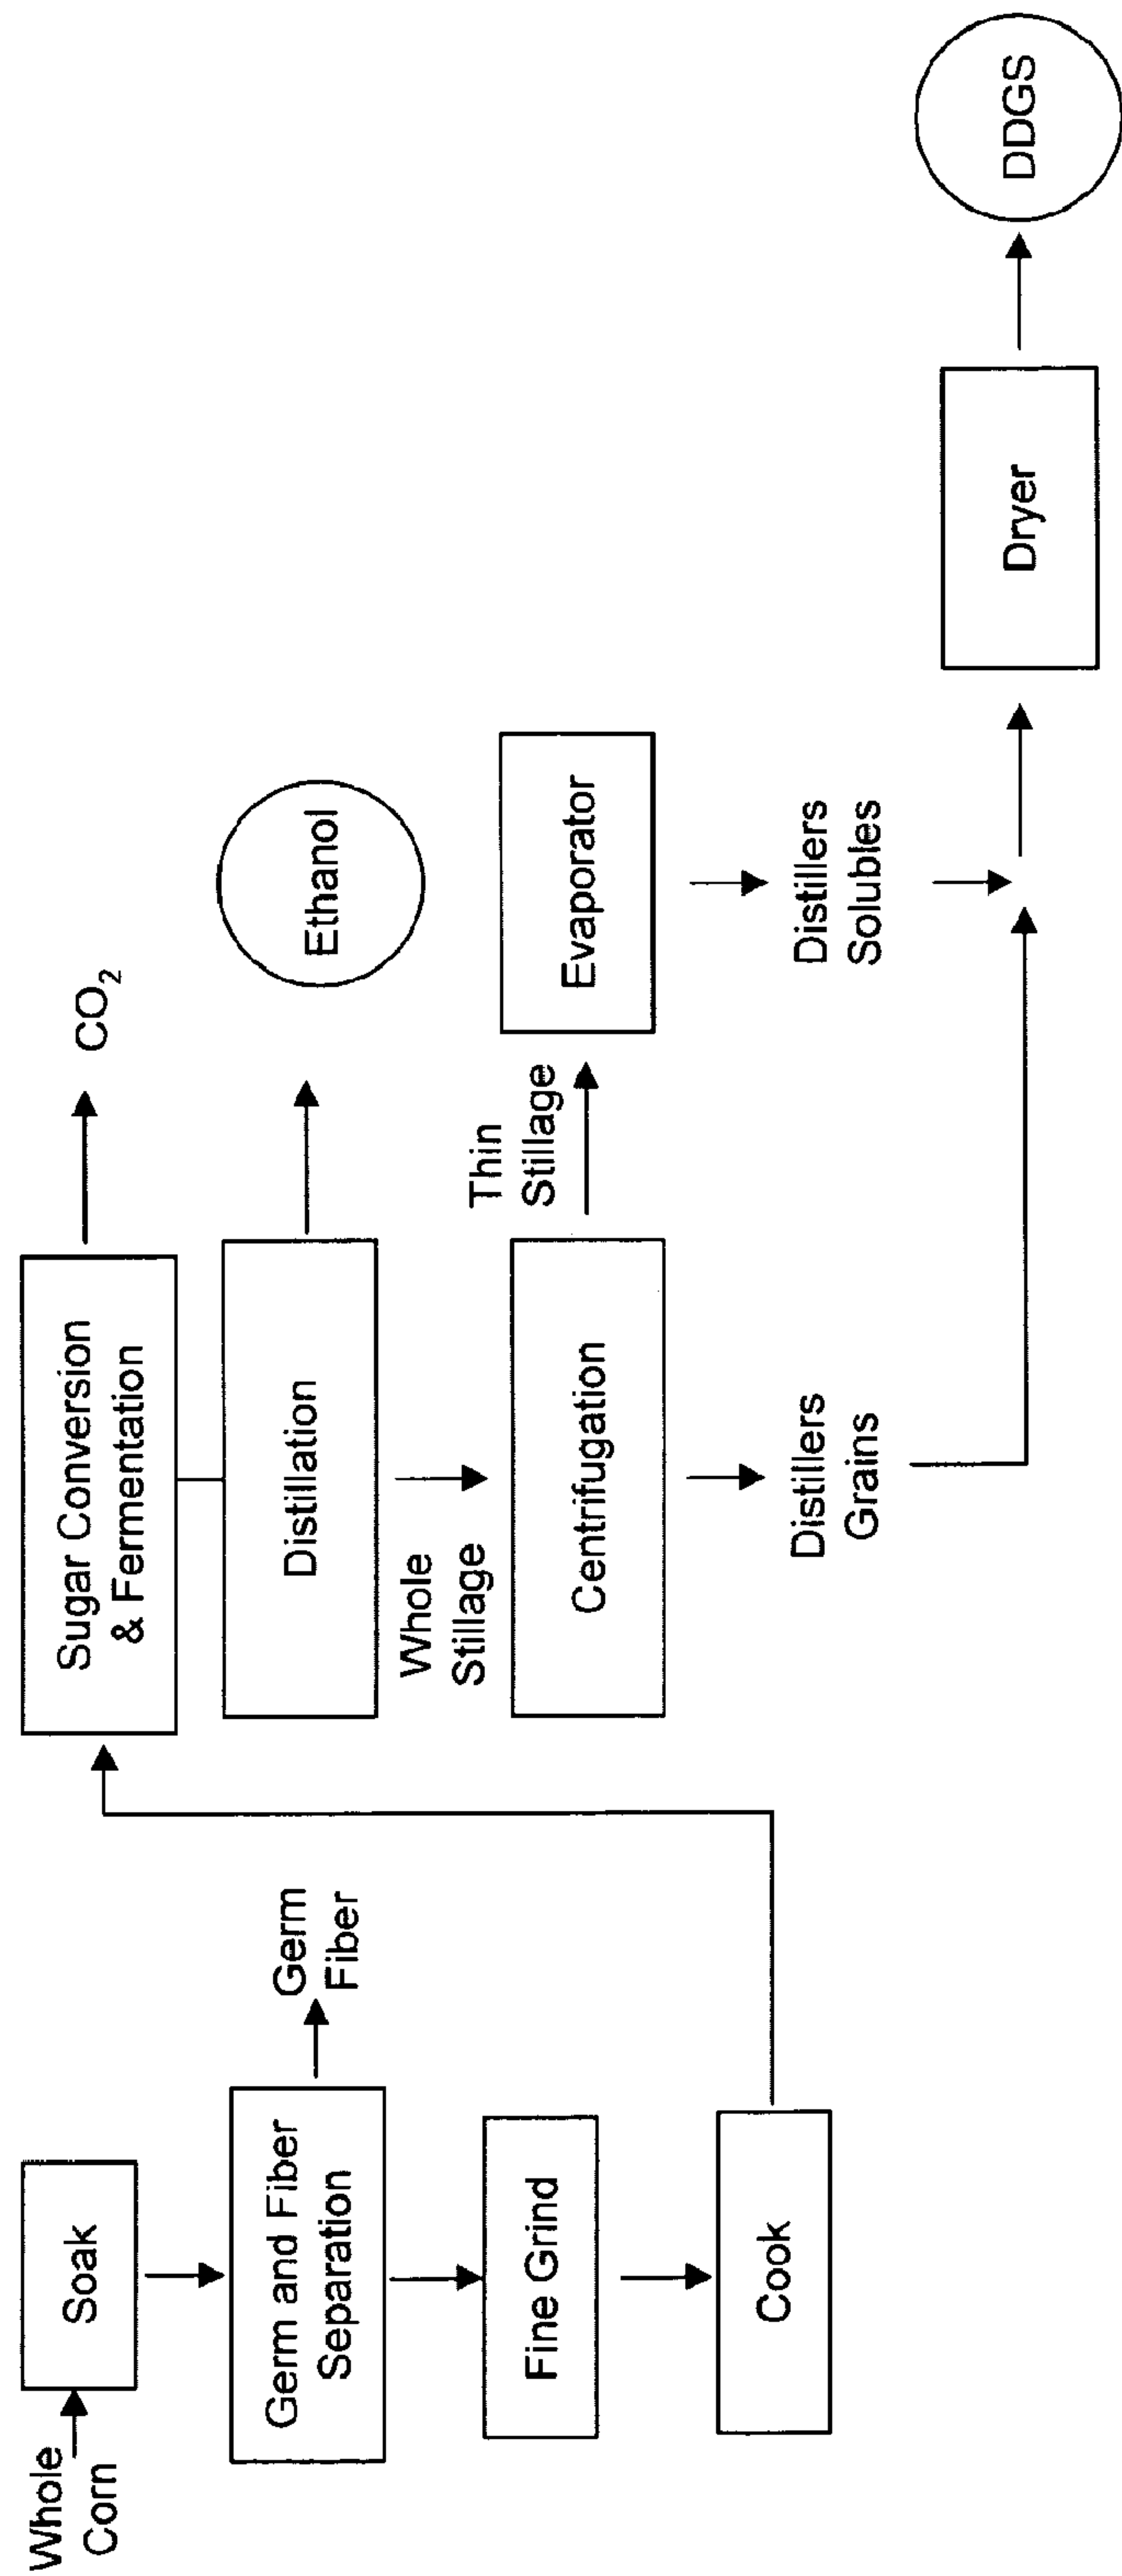 Whole
Corn
Soak
Germ and Fiber
Separation
Germ
Fiber
Fine Grind
Cook
Sugar Conversion
& Fermentation
CO₂
Distillation
Ethanol
Whole
Stillage
Centrifugation
Thin
Stillage
Evaporator
Distillers
Grains
Distillers
Solubles
Dryer
DDGS